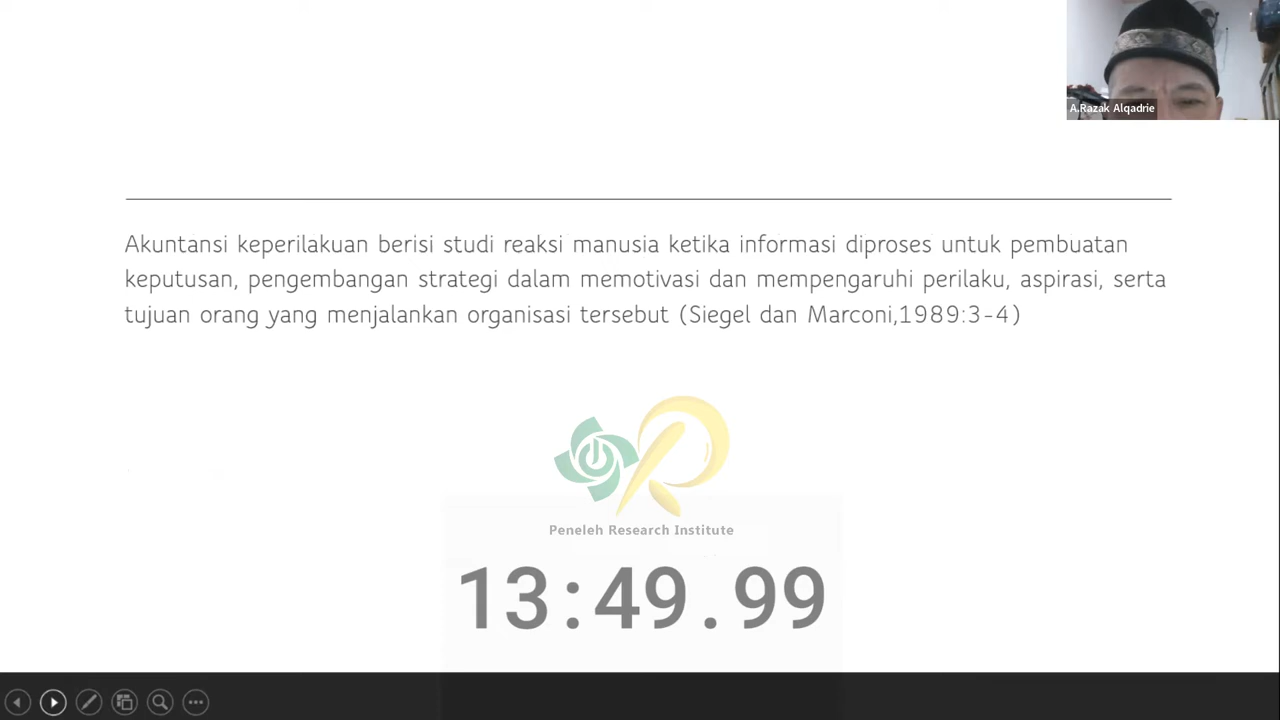 A.Razak Alqadrie
Akuntansi keperilakuan berisi studi reaksi manusia ketika informasi diproses untuk pembuatan
keputusan, pengembangan strategi dalam memotivasi dan mempengaruhi perilaku, aspirasi, serta
tujuan orang yang menjalankan organisasi tersebut (Siegel dan Marconi,1989:3-4)
Peneleh Research Institute
13:49.99